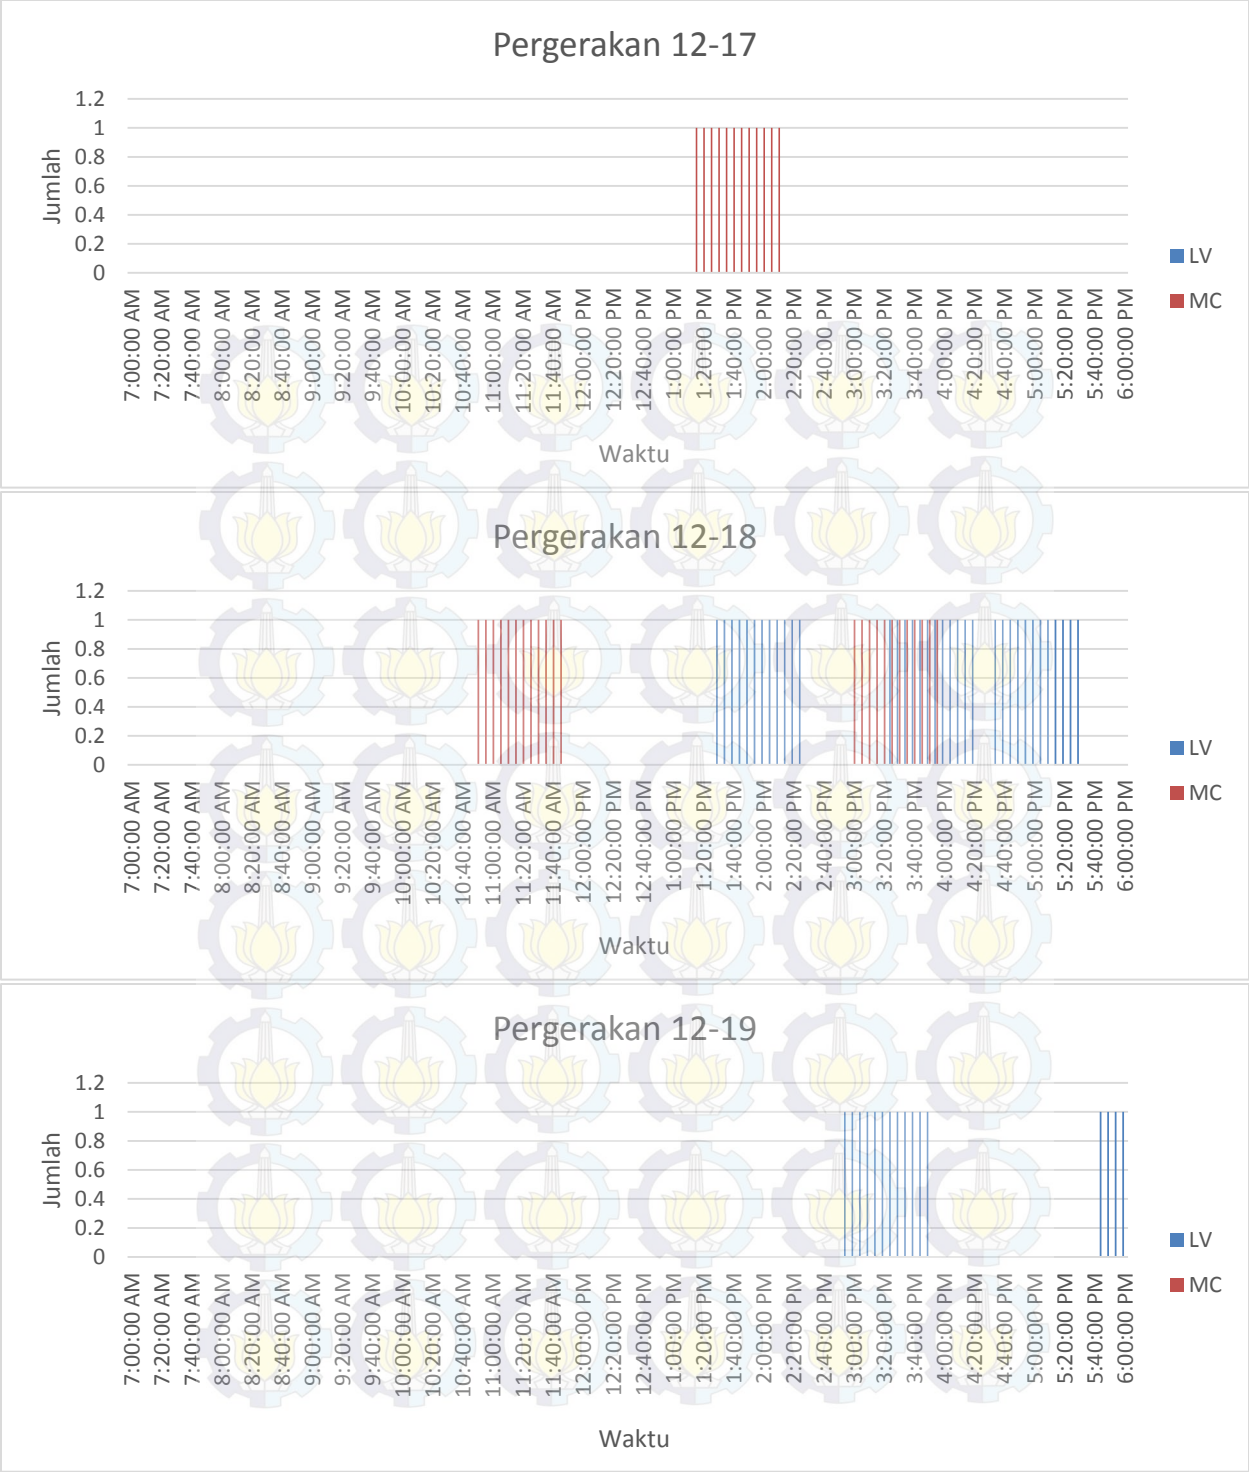 Pergerakan 12-17
1.2
1
0.8
0.6
0.4
0.2
0
Jumlah
7:00:00 AM
7:20:00 AM
7:40:00 AM
8:00:00 AM
8:20:00 AM
8:40:00 AM
9:00:00 AM
9:20:00 AM
9:40:00 AM
10:00:00 AM
10:20:00 AM
10:40:00 AM
11:00:00 AM
11:20:00 AM
11:40:00 AM
12:00:00 PM
12:20:00 PM
12:40:00 PM
1:00:00 PM
1:20:00 PM
1:40:00 PM
2:00:00 PM
2:20:00 PM
2:40:00 PM
3:00:00 PM
3:20:00 PM
3:40:00 PM
4:00:00 PM
4:20:00 PM
4:40:00 PM
5:00:00 PM
5:20:00 PM
5:40:00 PM
6:00:00 PM
Waktu
LV
MC
Pergerakan 12-18
1.2
1
0.8
0.6
0.4
0.2
0
Jumlah
7:00:00 AM
7:20:00 AM
7:40:00 AM
8:00:00 AM
8:20:00 AM
8:40:00 AM
9:00:00 AM
9:20:00 AM
9:40:00 AM
10:00:00 AM
10:20:00 AM
10:40:00 AM
11:00:00 AM
11:20:00 AM
11:40:00 AM
12:00:00 PM
12:20:00 PM
12:40:00 PM
1:00:00 PM
1:20:00 PM
1:40:00 PM
2:00:00 PM
2:20:00 PM
2:40:00 PM
3:00:00 PM
3:20:00 PM
3:40:00 PM
4:00:00 PM
4:20:00 PM
4:40:00 PM
5:00:00 PM
5:20:00 PM
5:40:00 PM
6:00:00 PM
Waktu
LV
MC
Pergerakan 12-19
1.2
1
0.8
0.6
0.4
0.2
0
Jumlah
7:00:00 AM
7:20:00 AM
7:40:00 AM
8:00:00 AM
8:20:00 AM
8:40:00 AM
9:00:00 AM
9:20:00 AM
9:40:00 AM
10:00:00 AM
10:20:00 AM
10:40:00 AM
11:00:00 AM
11:20:00 AM
11:40:00 AM
12:00:00 PM
12:20:00 PM
12:40:00 PM
1:00:00 PM
1:20:00 PM
1:40:00 PM
2:00:00 PM
2:20:00 PM
2:40:00 PM
3:00:00 PM
3:20:00 PM
3:40:00 PM
4:00:00 PM
4:20:00 PM
4:40:00 PM
5:00:00 PM
5:20:00 PM
5:40:00 PM
6:00:00 PM
Waktu
LV
MC